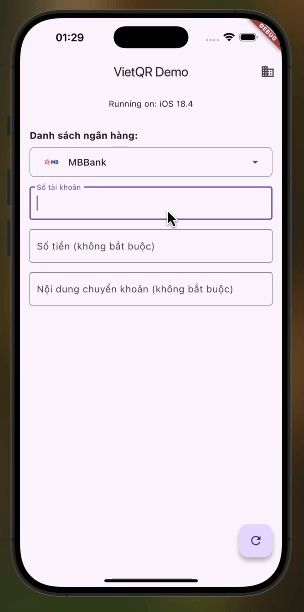 01:29
DEBUG
VietQR Demo
Running on: iOS 18.4
Danh sách ngân hàng:
MB MBBank
Số tài khoản
Số tiền (không bắt buộc)
Nội dung chuyển khoản (không bắt buộc)